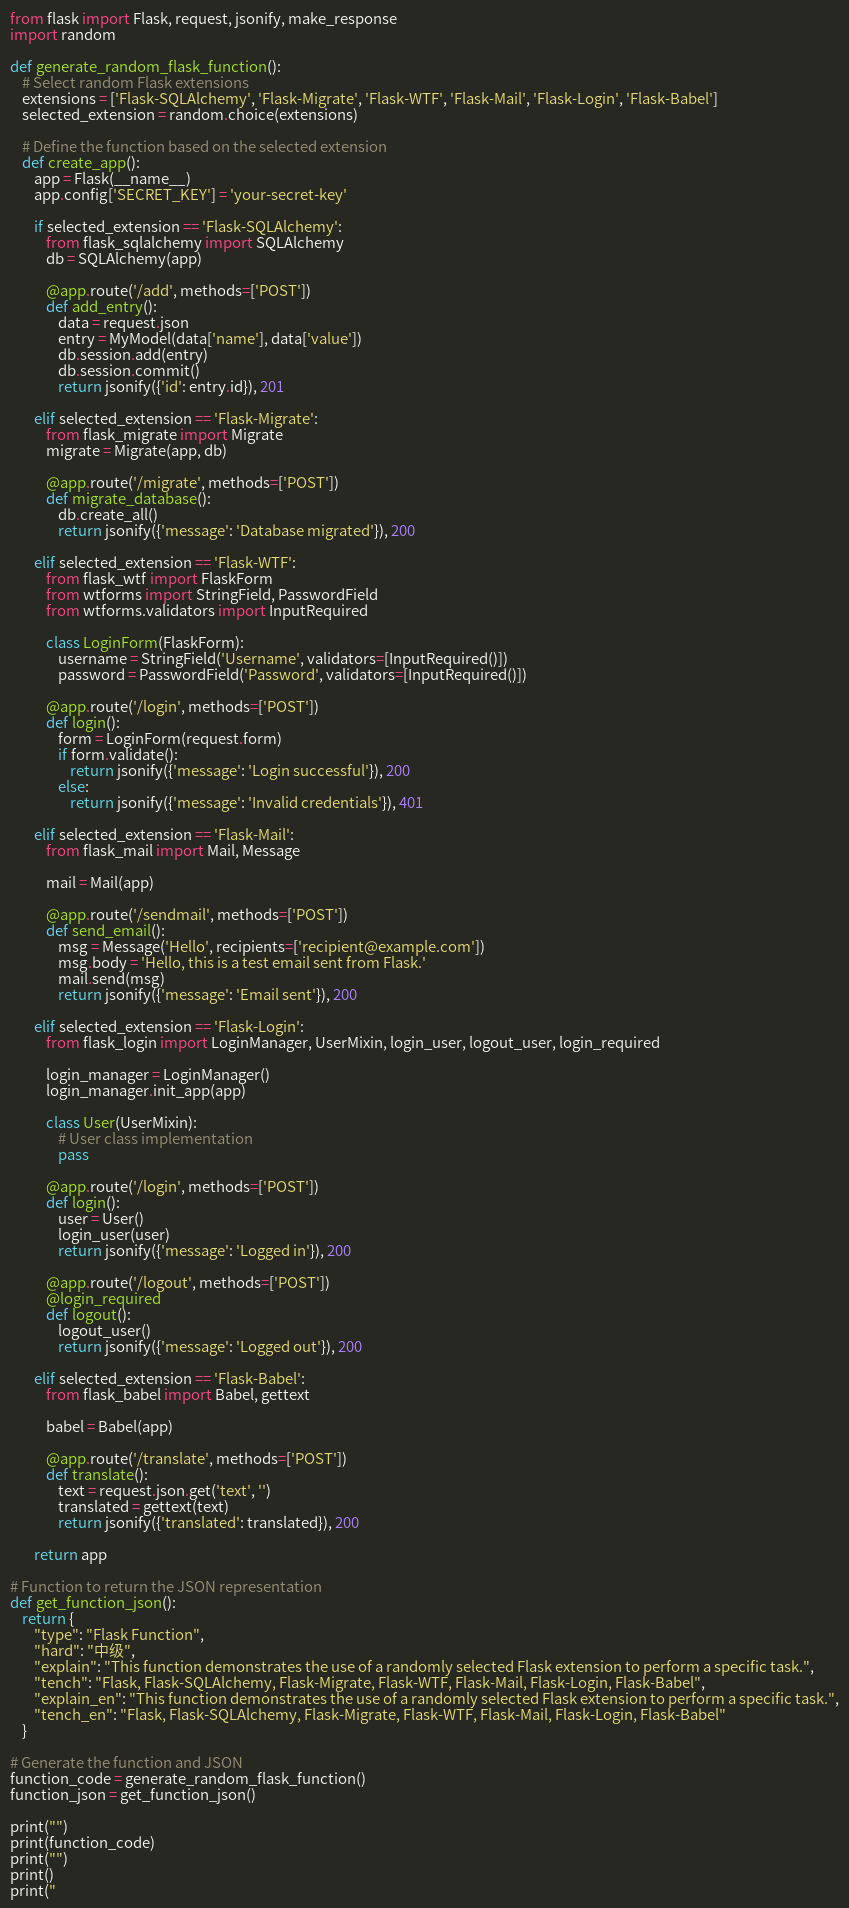 from flask import Flask, request, jsonify, make_response
import random

def generate_random_flask_function():
    # Select random Flask extensions
    extensions = ['Flask-SQLAlchemy', 'Flask-Migrate', 'Flask-WTF', 'Flask-Mail', 'Flask-Login', 'Flask-Babel']
    selected_extension = random.choice(extensions)

    # Define the function based on the selected extension
    def create_app():
        app = Flask(__name__)
        app.config['SECRET_KEY'] = 'your-secret-key'

        if selected_extension == 'Flask-SQLAlchemy':
            from flask_sqlalchemy import SQLAlchemy
            db = SQLAlchemy(app)

            @app.route('/add', methods=['POST'])
            def add_entry():
                data = request.json
                entry = MyModel(data['name'], data['value'])
                db.session.add(entry)
                db.session.commit()
                return jsonify({'id': entry.id}), 201

        elif selected_extension == 'Flask-Migrate':
            from flask_migrate import Migrate
            migrate = Migrate(app, db)

            @app.route('/migrate', methods=['POST'])
            def migrate_database():
                db.create_all()
                return jsonify({'message': 'Database migrated'}), 200

        elif selected_extension == 'Flask-WTF':
            from flask_wtf import FlaskForm
            from wtforms import StringField, PasswordField
            from wtforms.validators import InputRequired

            class LoginForm(FlaskForm):
                username = StringField('Username', validators=[InputRequired()])
                password = PasswordField('Password', validators=[InputRequired()])

            @app.route('/login', methods=['POST'])
            def login():
                form = LoginForm(request.form)
                if form.validate():
                    return jsonify({'message': 'Login successful'}), 200
                else:
                    return jsonify({'message': 'Invalid credentials'}), 401

        elif selected_extension == 'Flask-Mail':
            from flask_mail import Mail, Message

            mail = Mail(app)

            @app.route('/sendmail', methods=['POST'])
            def send_email():
                msg = Message('Hello', recipients=['recipient@example.com'])
                msg.body = 'Hello, this is a test email sent from Flask.'
                mail.send(msg)
                return jsonify({'message': 'Email sent'}), 200

        elif selected_extension == 'Flask-Login':
            from flask_login import LoginManager, UserMixin, login_user, logout_user, login_required

            login_manager = LoginManager()
            login_manager.init_app(app)

            class User(UserMixin):
                # User class implementation
                pass

            @app.route('/login', methods=['POST'])
            def login():
                user = User()
                login_user(user)
                return jsonify({'message': 'Logged in'}), 200

            @app.route('/logout', methods=['POST'])
            @login_required
            def logout():
                logout_user()
                return jsonify({'message': 'Logged out'}), 200

        elif selected_extension == 'Flask-Babel':
            from flask_babel import Babel, gettext

            babel = Babel(app)

            @app.route('/translate', methods=['POST'])
            def translate():
                text = request.json.get('text', '')
                translated = gettext(text)
                return jsonify({'translated': translated}), 200

        return app

# Function to return the JSON representation
def get_function_json():
    return {
        "type": "Flask Function",
        "hard": "中级",
        "explain": "This function demonstrates the use of a randomly selected Flask extension to perform a specific task.",
        "tench": "Flask, Flask-SQLAlchemy, Flask-Migrate, Flask-WTF, Flask-Mail, Flask-Login, Flask-Babel",
        "explain_en": "This function demonstrates the use of a randomly selected Flask extension to perform a specific task.",
        "tench_en": "Flask, Flask-SQLAlchemy, Flask-Migrate, Flask-WTF, Flask-Mail, Flask-Login, Flask-Babel"
    }

# Generate the function and JSON
function_code = generate_random_flask_function()
function_json = get_function_json()

print("")
print(function_code)
print("")
print()
print("